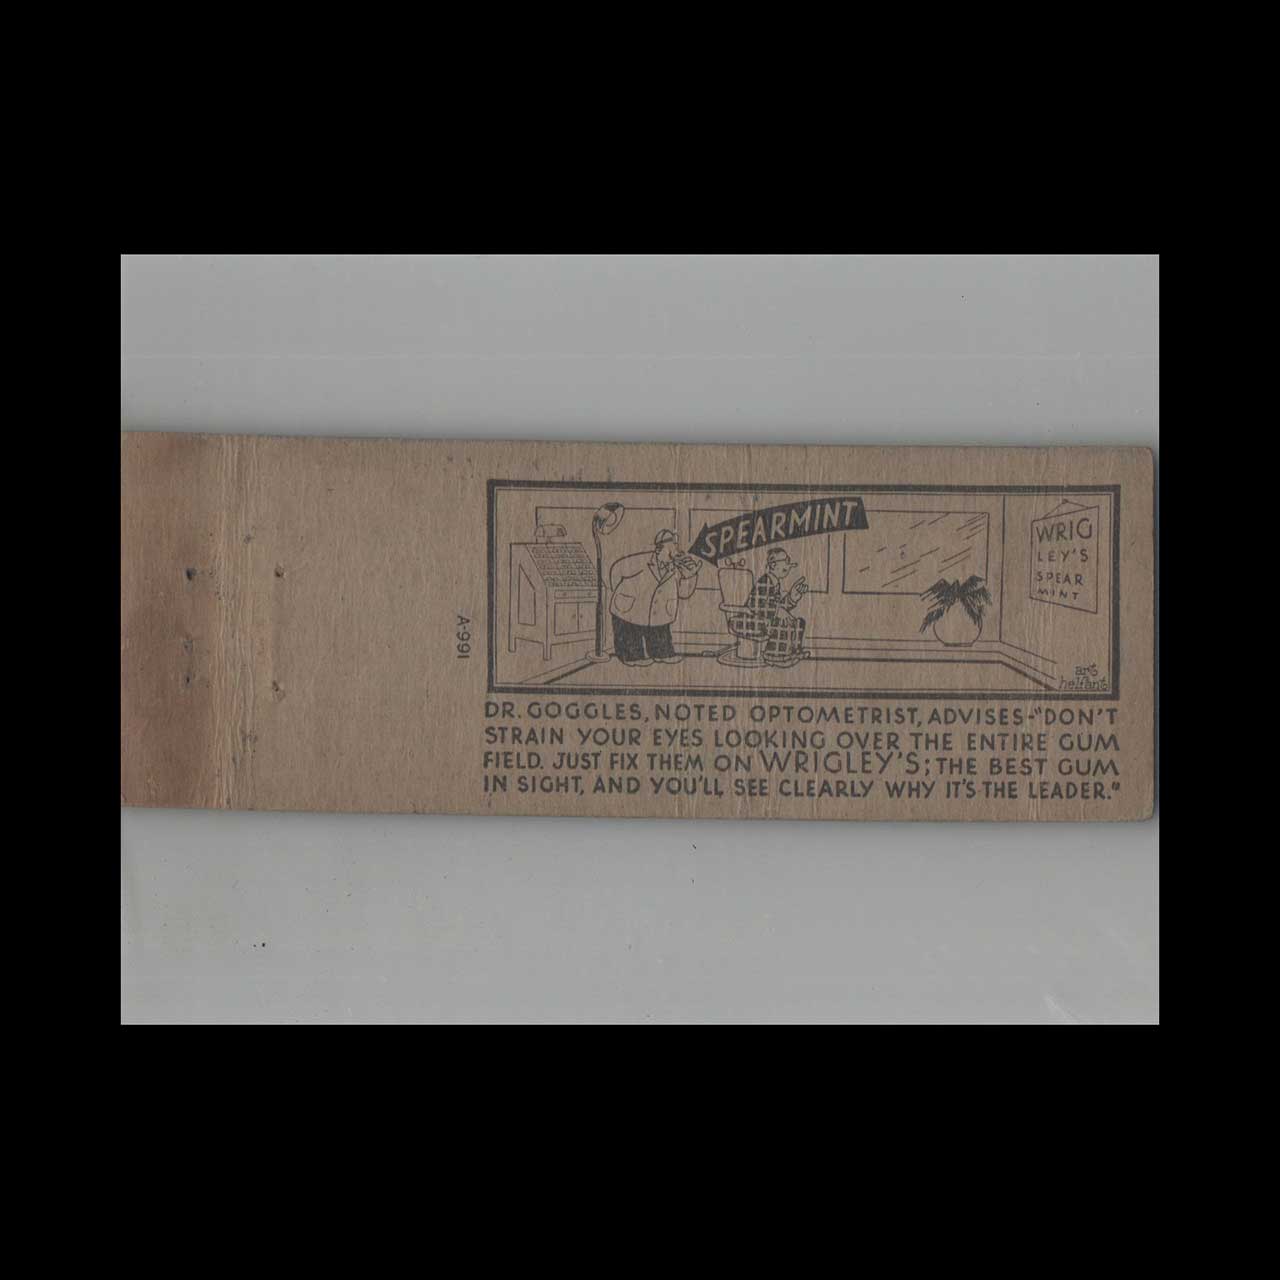 SPEARMINT
WRIG
LEY'S
SPEAR
MINT
art
helfant
A-991
DR. GOGGLES, NOTED OPTOMETRIST, ADVISES-"DON'T
STRAIN YOUR EYES LOOKING OVER THE ENTIRE GUM
FIELD. JUST FIX THEM ON WRIGLEY'S; THE BEST GUM
IN SIGHT, AND YOU'LL SEE CLEARLY WHY IT'S THE LEADER."